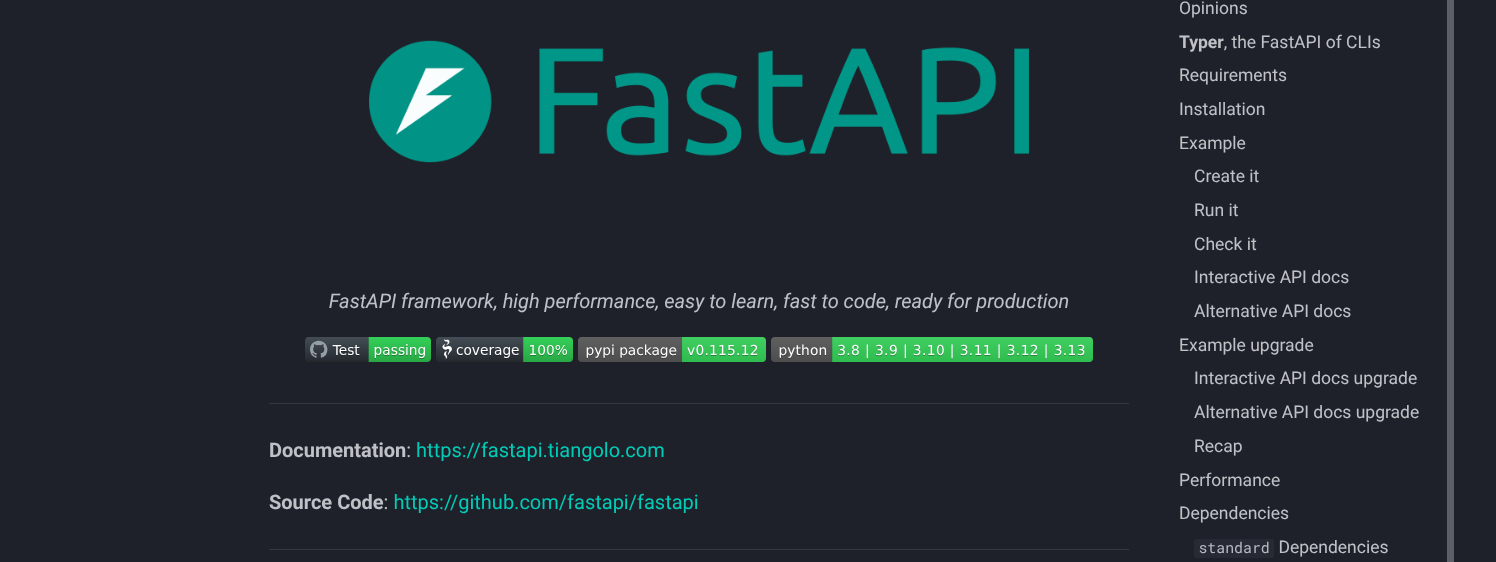 FastAPI
FastAPI framework, high performance, easy to learn, fast to code, ready for production
Test passing coverage 100% pypi package v0.115.12 python 3.8 | 3.9 | 3.10 | 3.11 | 3.12 | 3.13
Documentation: https://fastapi.tiangolo.com
Source Code: https://github.com/fastapi/fastapi
Opinions
Typer, the FastAPI of CLIs
Requirements
Installation
Example
Create it
Run it
Check it
Interactive API docs
Alternative API docs
Example upgrade
Interactive API docs upgrade
Alternative API docs upgrade
Recap
Performance
Dependencies
standard Dependencies